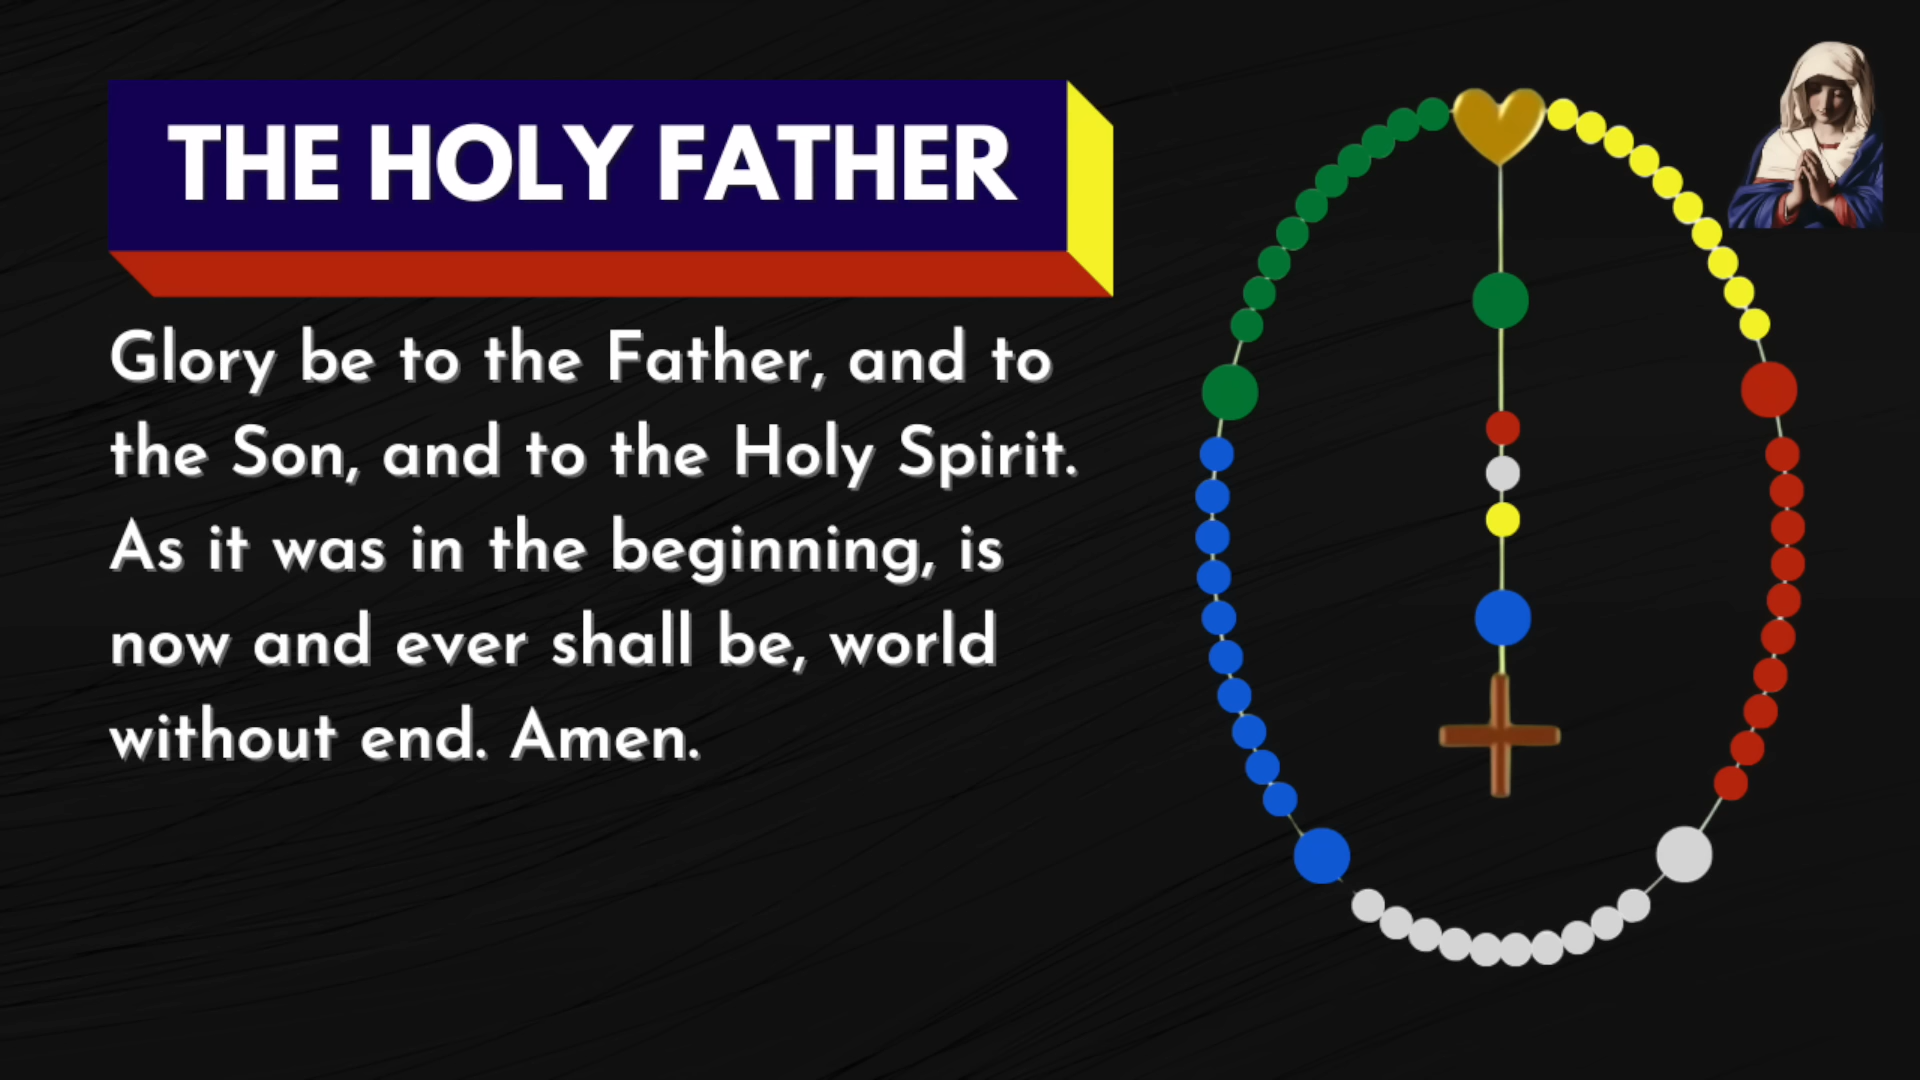 THE HOLY FATHER
Glory be to the Father, and to
the Son, and to the Holy Spirit.
As it was in the beginning, is
now and ever shall be, world
without end. Amen.